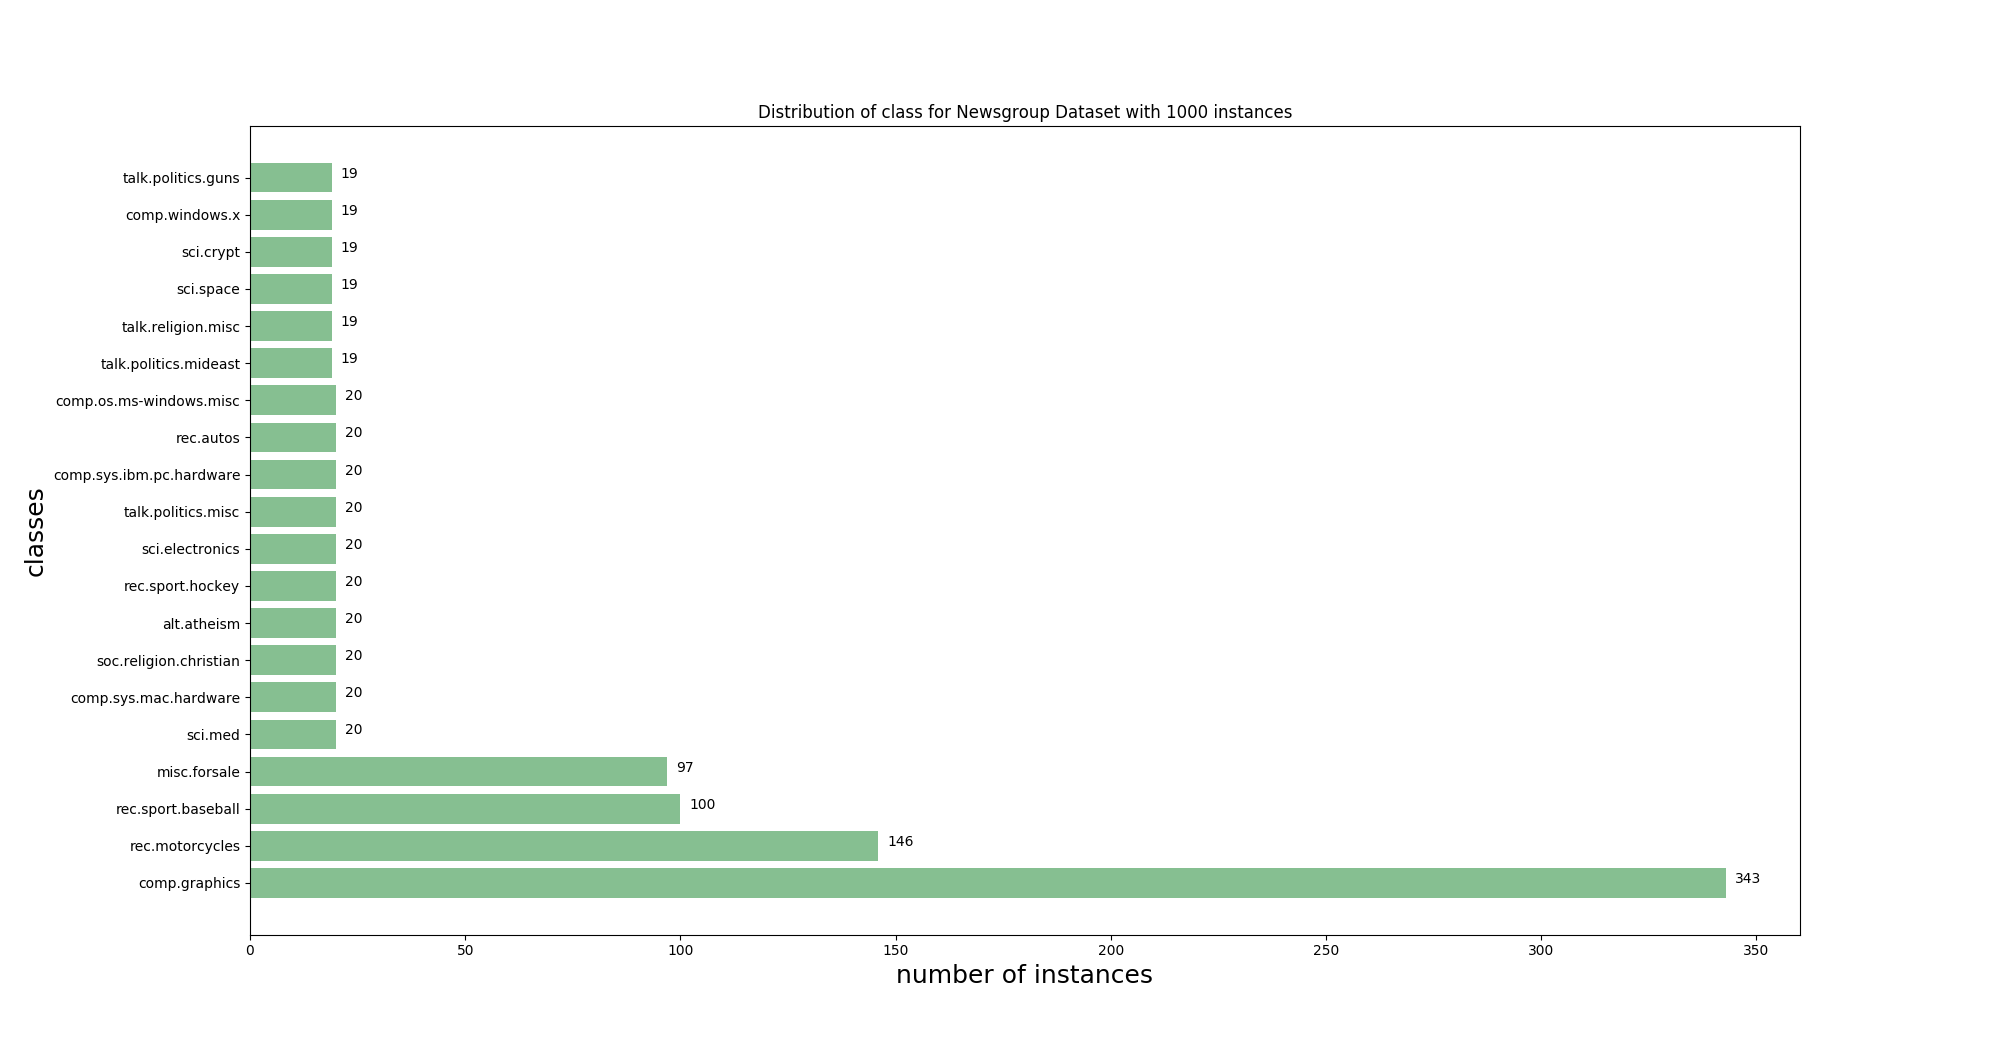 Distribution of class for Newsgroup Dataset with 1000 instances
talk.politics.guns 19
comp.windows.x 19
sci.crypt 19
sci.space 19
talk.religion.misc 19
talk.politics.mideast 19
comp.os.ms-windows.misc 20
rec.autos 20
comp.sys.ibm.pc.hardware 20
talk.politics.misc 20
sci.electronics 20
rec.sport.hockey 20
alt.atheism 20
soc.religion.christian 20
comp.sys.mac.hardware 20
sci.med 20
misc.forsale 97
rec.sport.baseball 100
rec.motorcycles 146
comp.graphics 343
classes
0 50 100 150 200 250 300 350
number of instances